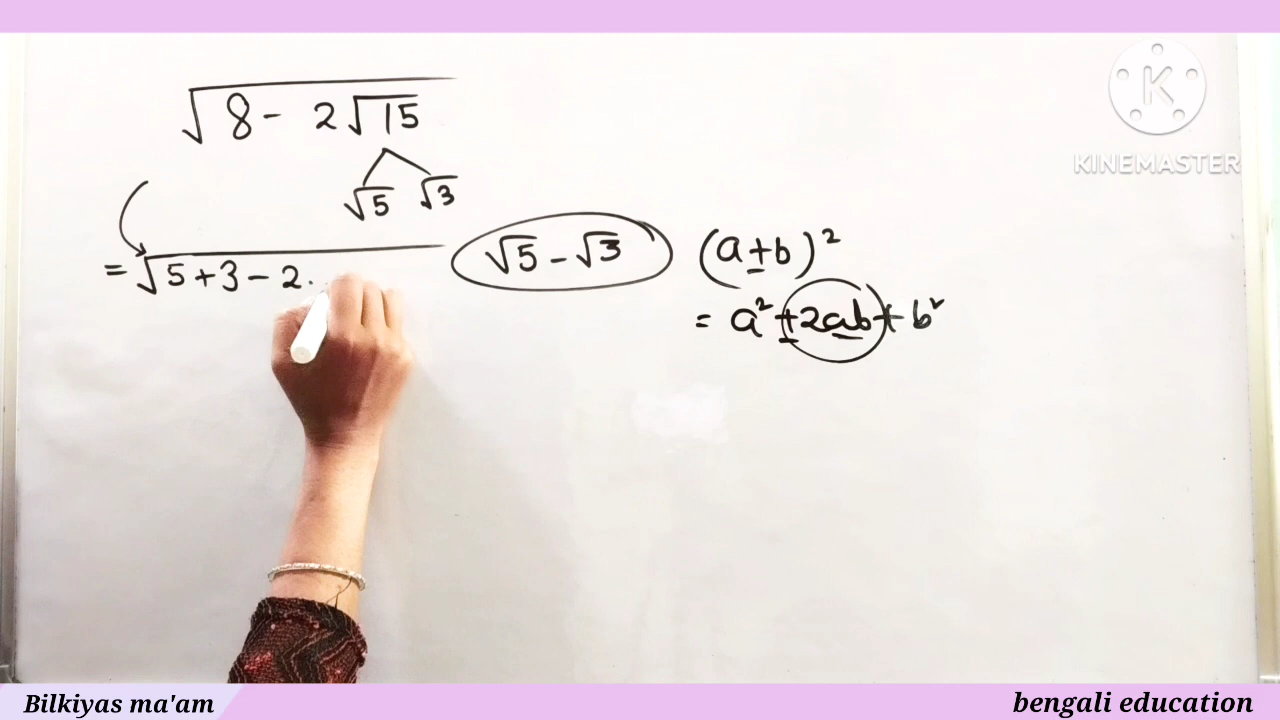 √(8 - 2√15)
√5 √3
= √(5 + 3 - 2.
√5 - √3
(a ± b)²
= a² ± 2ab + b²
K
KINEMASTER
Bilkiyas ma'am
bengali education